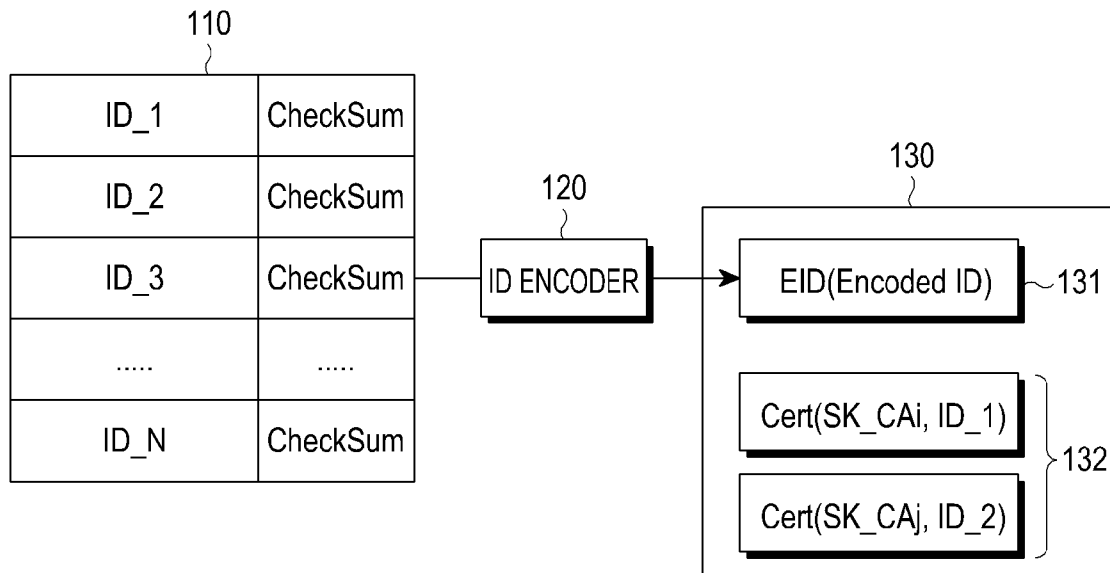 110
ID_1 CheckSum
ID_2 CheckSum
ID_3 CheckSum
..... .....
ID_N CheckSum
120
ID ENCODER
130
EID(Encoded ID)
131
Cert(SK_CAi, ID_1)
Cert(SK_CAj, ID_2)
132